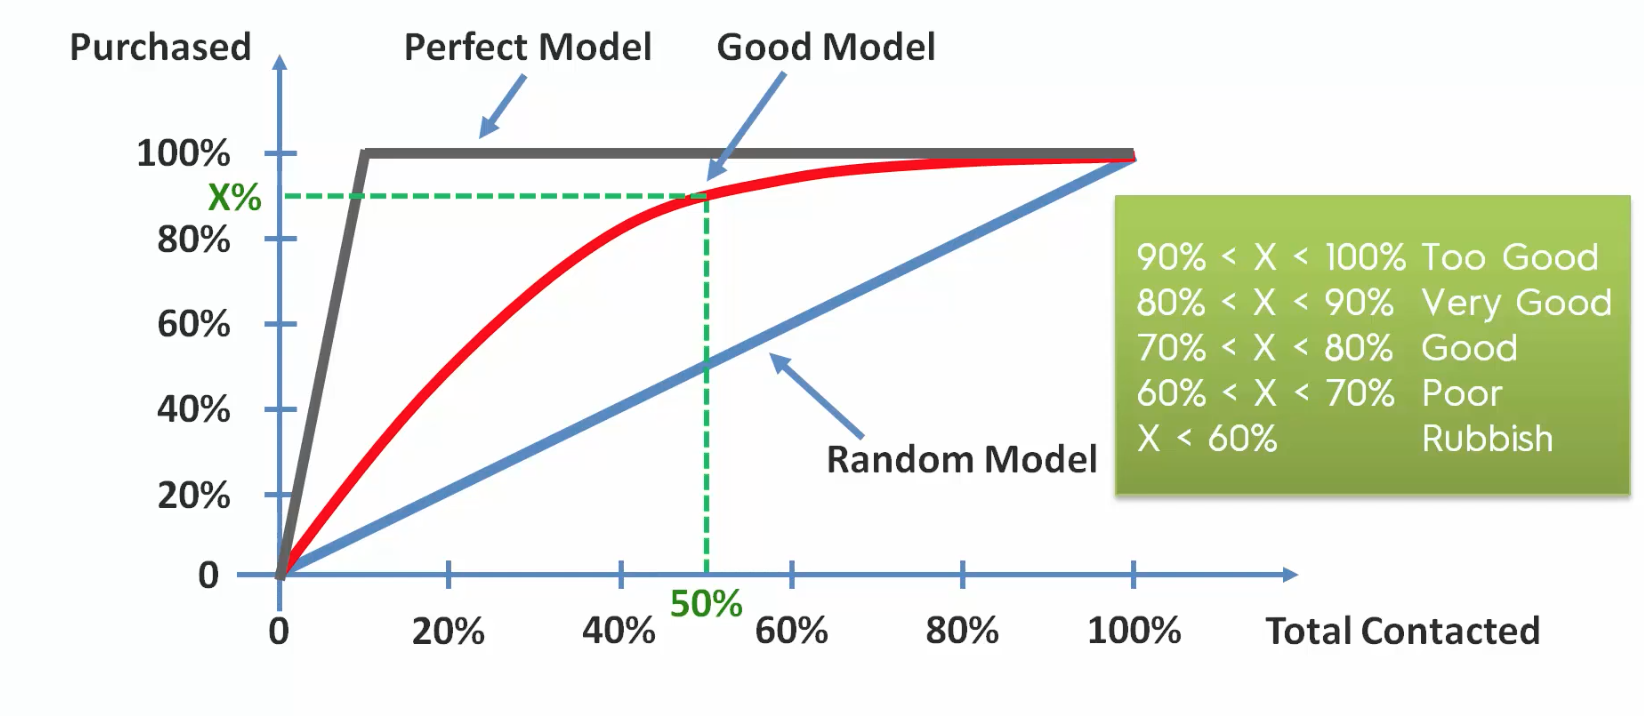 Purchased
Perfect Model
Good Model
100%
X%
80%
60%
40%
20%
0
90% < X < 100% Too Good
80% < X < 90% Very Good
70% < X < 80% Good
60% < X < 70% Poor
X < 60% Rubbish
Random Model
50%
0 20% 40% 60% 80% 100% Total Contacted